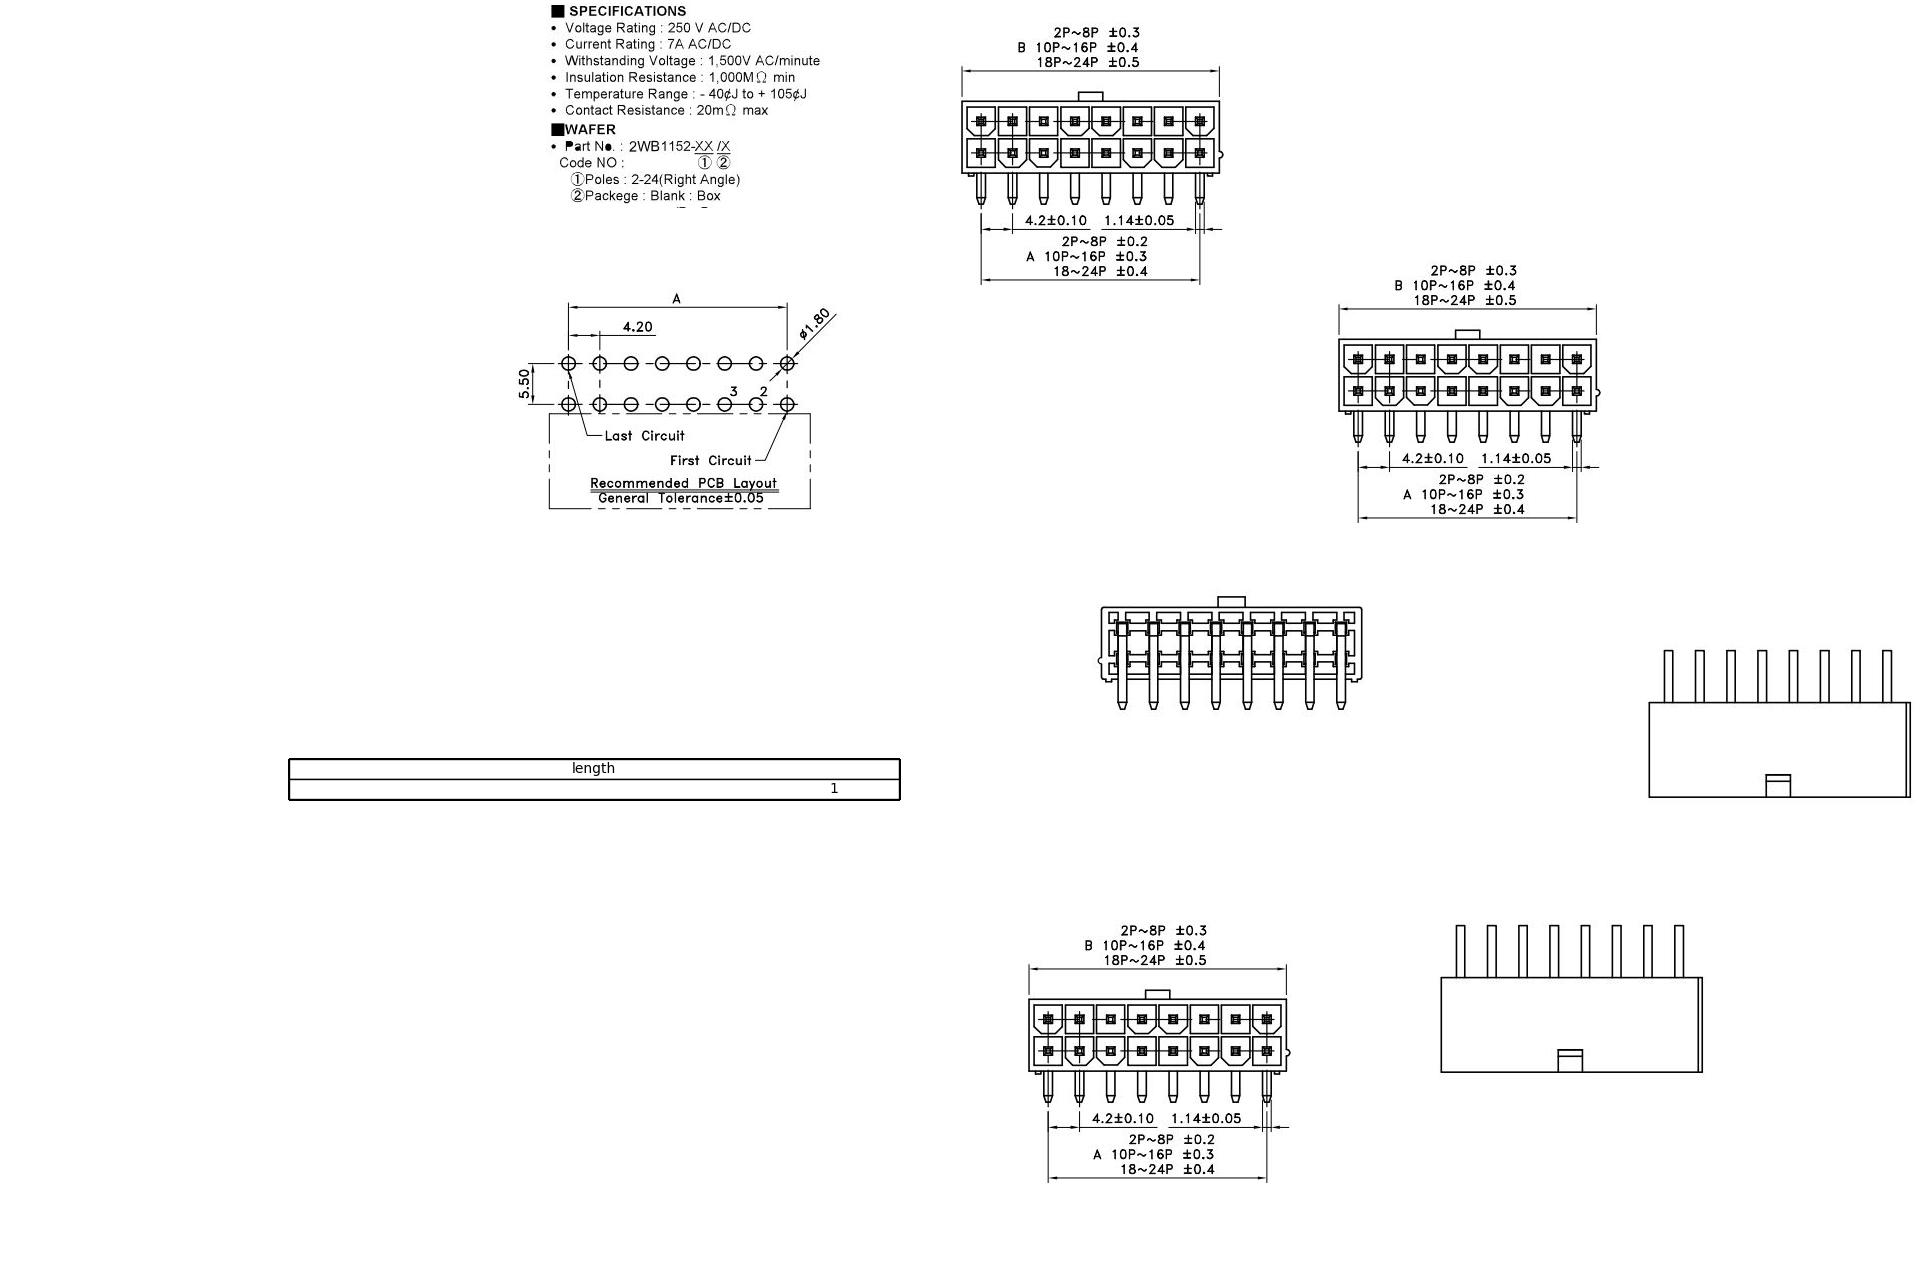 ■ SPECIFICATIONS
• Voltage Rating : 250 V AC/DC
• Current Rating : 7A AC/DC
• Withstanding Voltage : 1,500V AC/minute
• Insulation Resistance : 1,000MΩ min
• Temperature Range : - 40¢J to + 105¢J
• Contact Resistance : 20mΩ max
■WAFER
• Part No. : 2WB1152-XX /X
Code NO : ① ②
①Poles : 2-24(Right Angle)
②Packege : Blank : Box
2P~8P ±0.3
B 10P~16P ±0.4
18P~24P ±0.5
4.2±0.10 1.14±0.05
2P~8P ±0.2
A 10P~16P ±0.3
18~24P ±0.4
2P~8P ±0.3
B 10P~16P ±0.4
18P~24P ±0.5
4.2±0.10 1.14±0.05
2P~8P ±0.2
A 10P~16P ±0.3
18~24P ±0.4
A
4.20
ø1.80
5.50
3 2
Last Circuit
First Circuit
Recommended PCB Layout
General Tolerance±0.05
length
1
2P~8P ±0.3
B 10P~16P ±0.4
18P~24P ±0.5
4.2±0.10 1.14±0.05
2P~8P ±0.2
A 10P~16P ±0.3
18~24P ±0.4